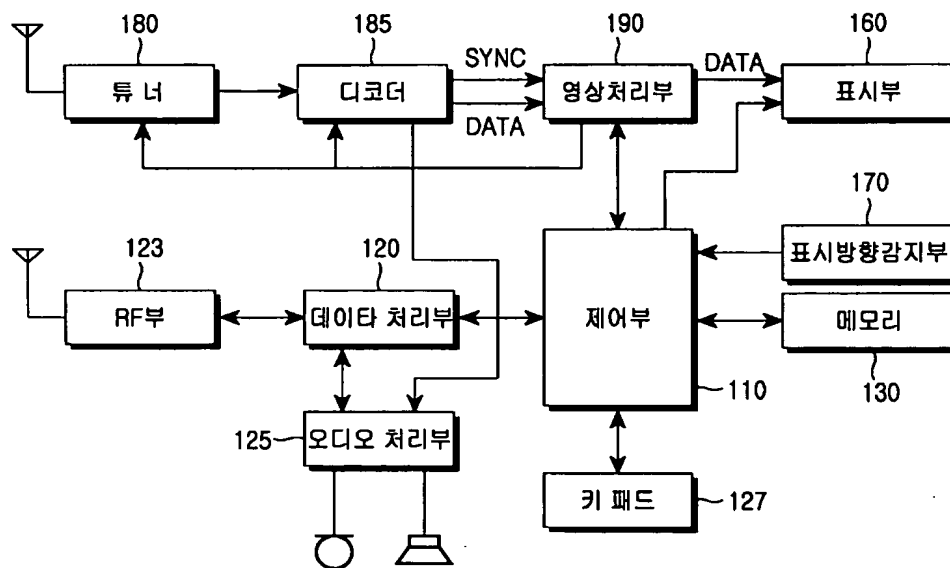 180
185
190
160
튜 너
디코더
SYNC
DATA
영상처리부
DATA
표시부
170
표시방향감지부
123
120
RF부
데이타 처리부
제어부
메모리
110
130
125
오디오 처리부
키 패드
127